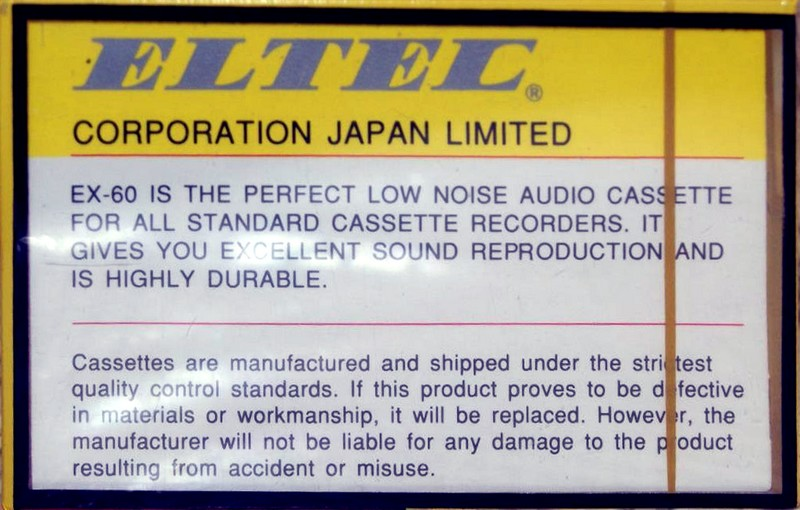 ELTEC®
CORPORATION JAPAN LIMITED
EX-60 IS THE PERFECT LOW NOISE AUDIO CASSETTE
FOR ALL STANDARD CASSETTE RECORDERS. IT
GIVES YOU EXCELLENT SOUND REPRODUCTION AND
IS HIGHLY DURABLE.
Cassettes are manufactured and shipped under the strictest
quality control standards. If this product proves to be defective
in materials or workmanship, it will be replaced. However, the
manufacturer will not be liable for any damage to the product
resulting from accident or misuse.